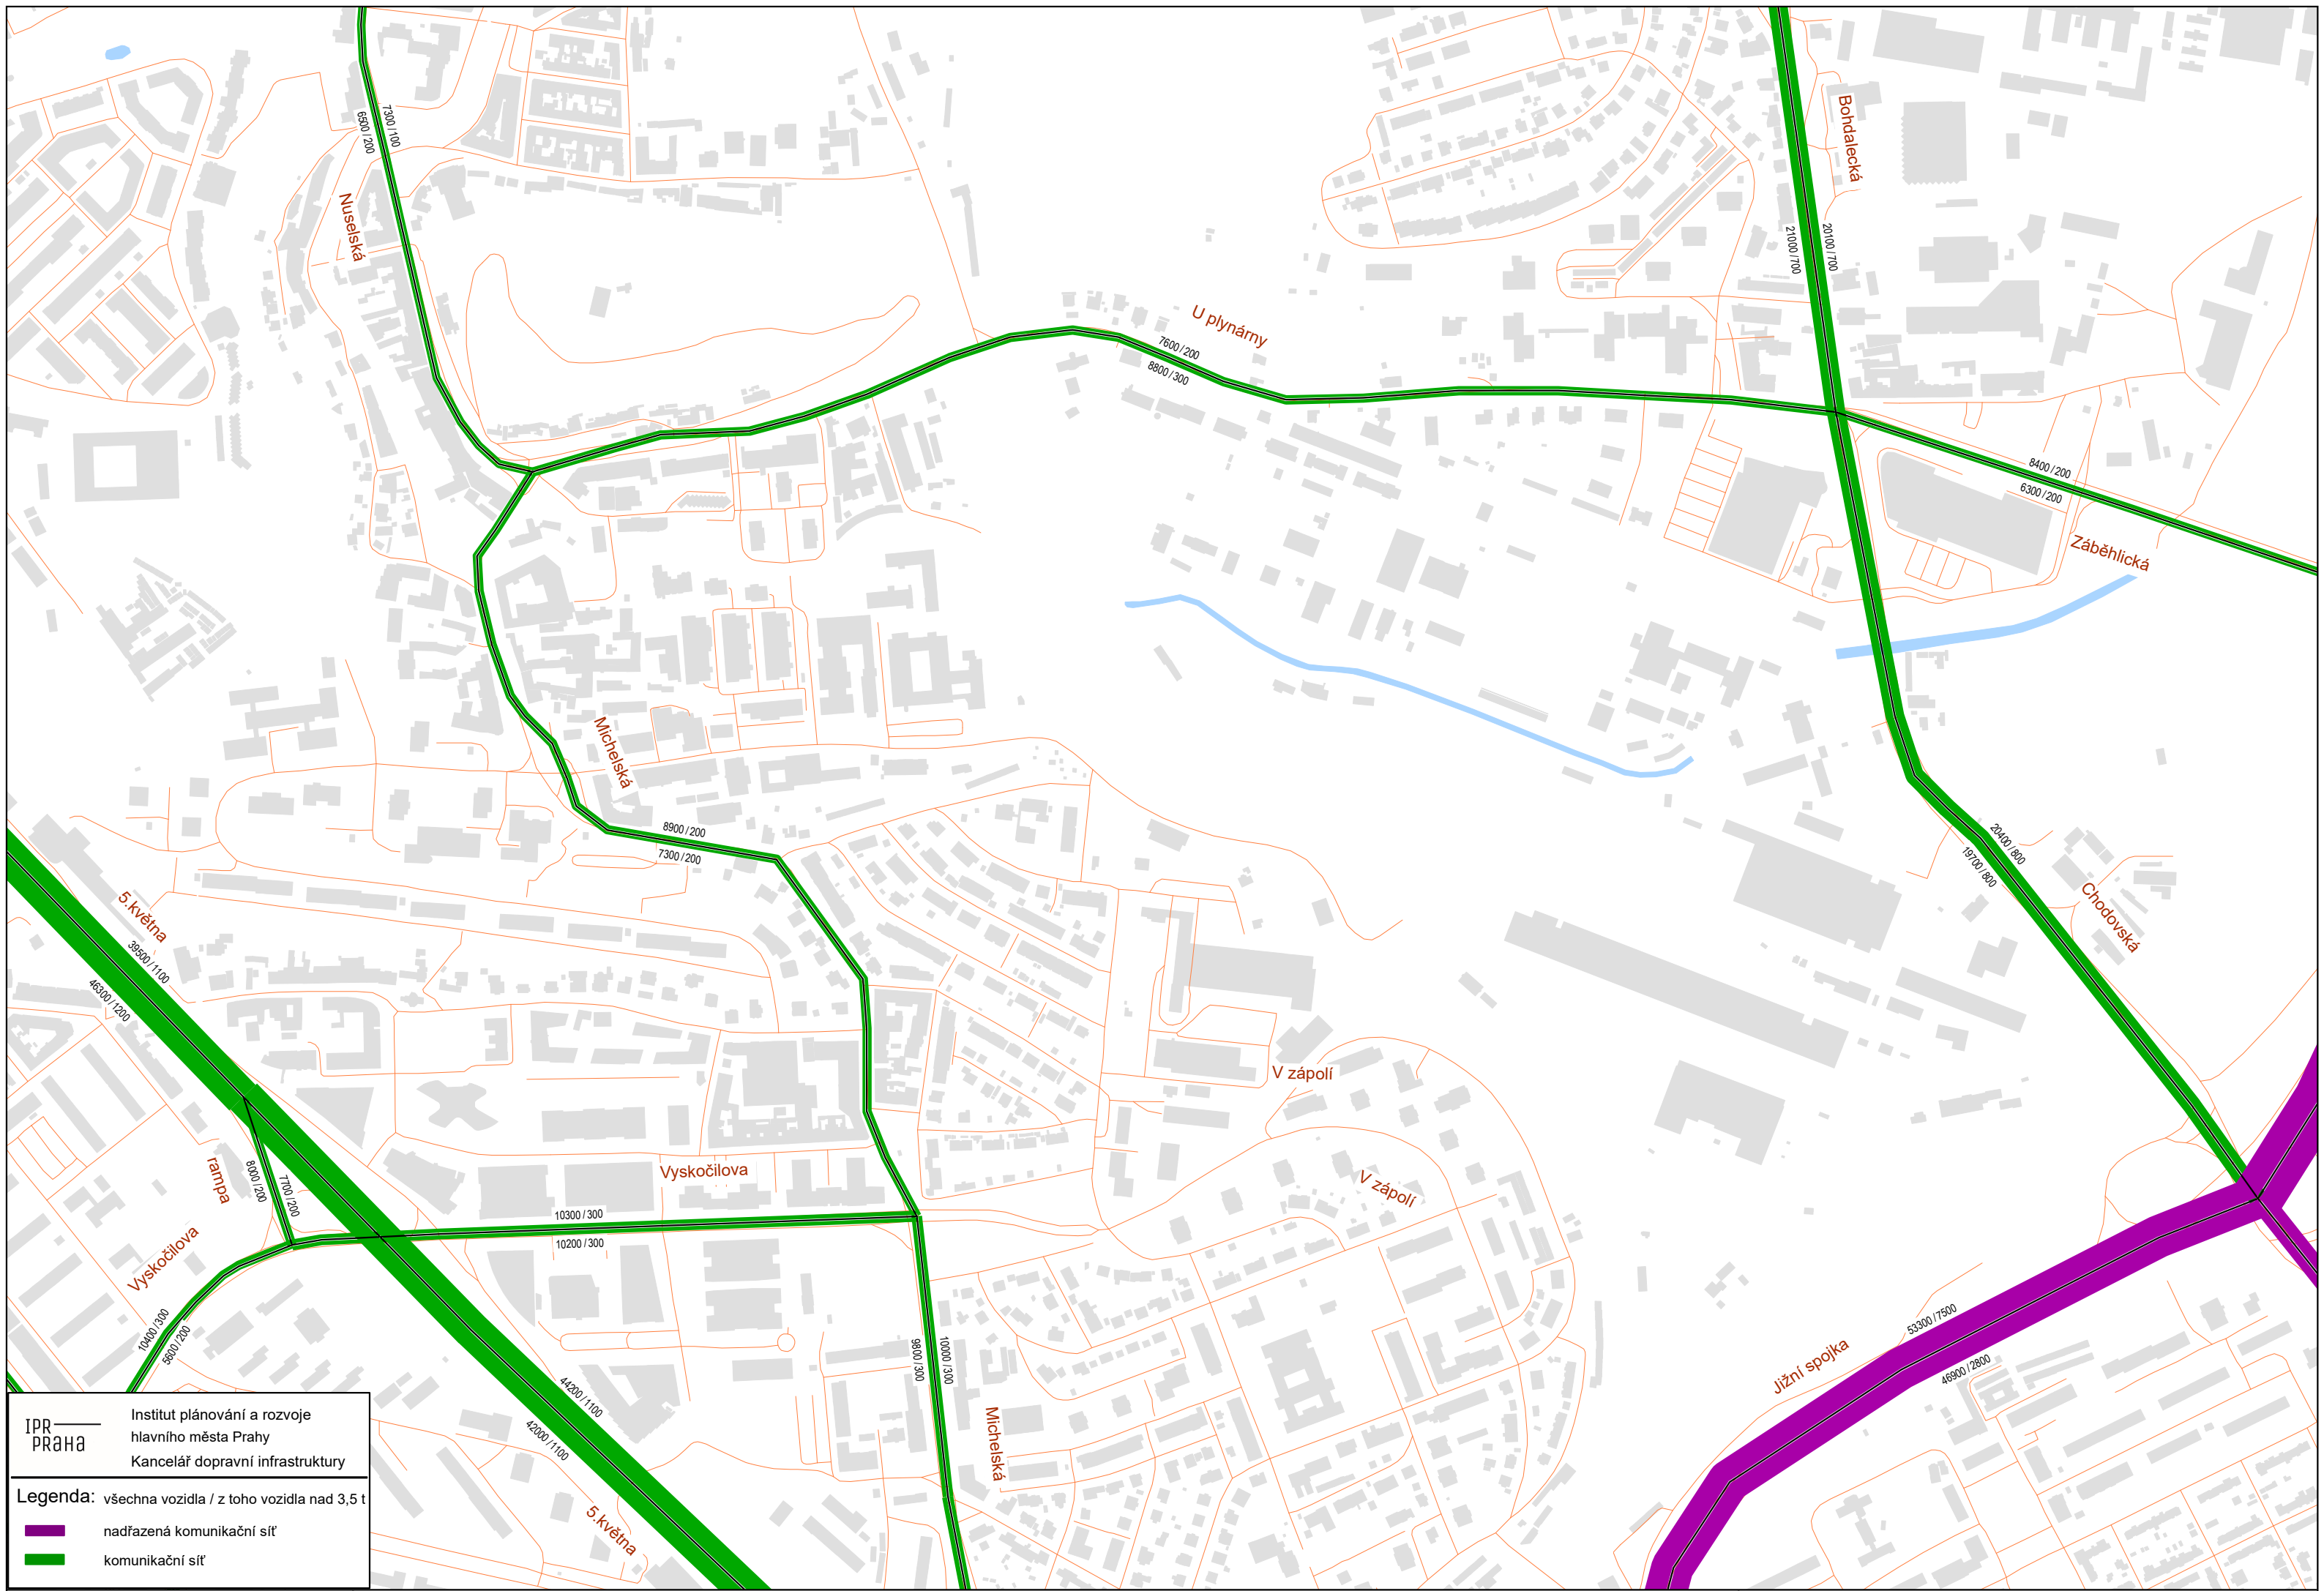 7300 / 100
6500 / 200
Nuselská
Bohdalecká
20100 / 700
21000 / 700
U plynárny
7600 / 200
8800 / 300
8400 / 200
6300 / 200
Záběhlická
Michelská
8900 / 200
7300 / 200
20400 / 800
19700 / 800
Chodovská
5.května
39500 / 1100
46300 / 1200
V zápolí
rampa
8000 / 200
7700 / 200
Vyskočilova
V zápolí
10300 / 300
10200 / 300
Vyskočilova
10400 / 300
5600 / 200
10000 / 300
9800 / 300
53300 / 7500
46900 / 2800
Jižní spojka
44200 / 1100
42000 / 1100
Michelská
5.května
IPR
PRAHA
Institut plánování a rozvoje
hlavního města Prahy
Kancelář dopravní infrastruktury
Legenda: všechna vozidla / z toho vozidla nad 3,5 t
nadřazená komunikační síť
komunikační síť